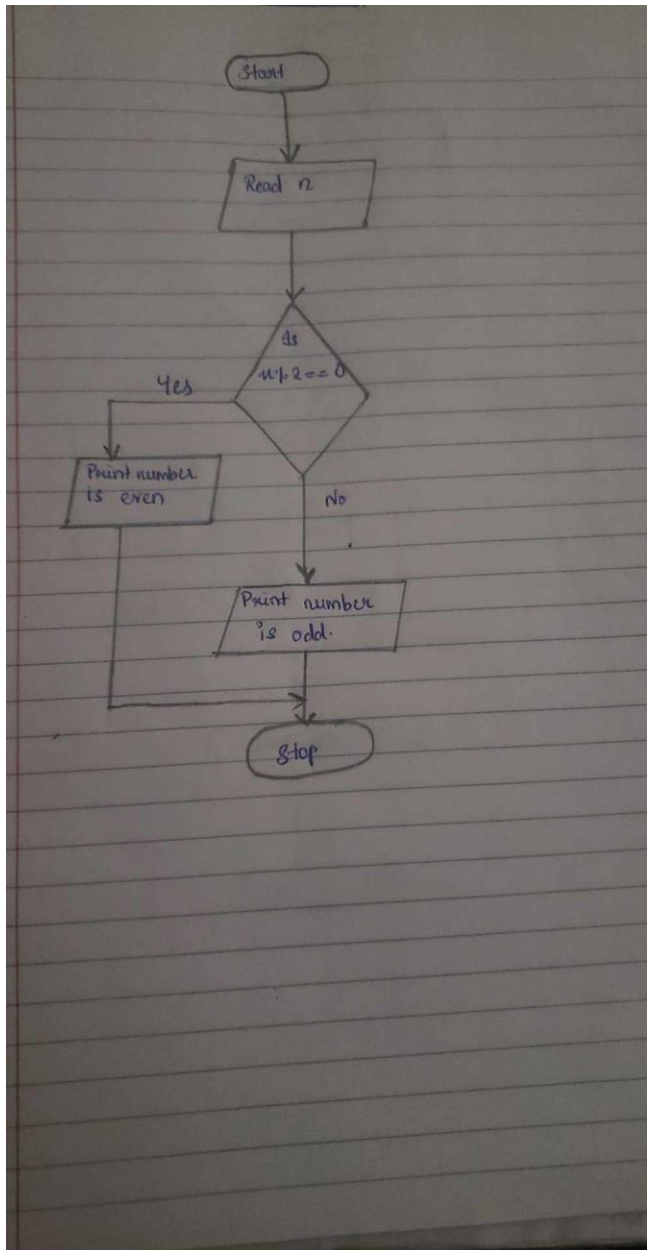 Start
Read n
Is
n%2==0
Yes
Print number
is even
No
Print number
is odd.
Stop